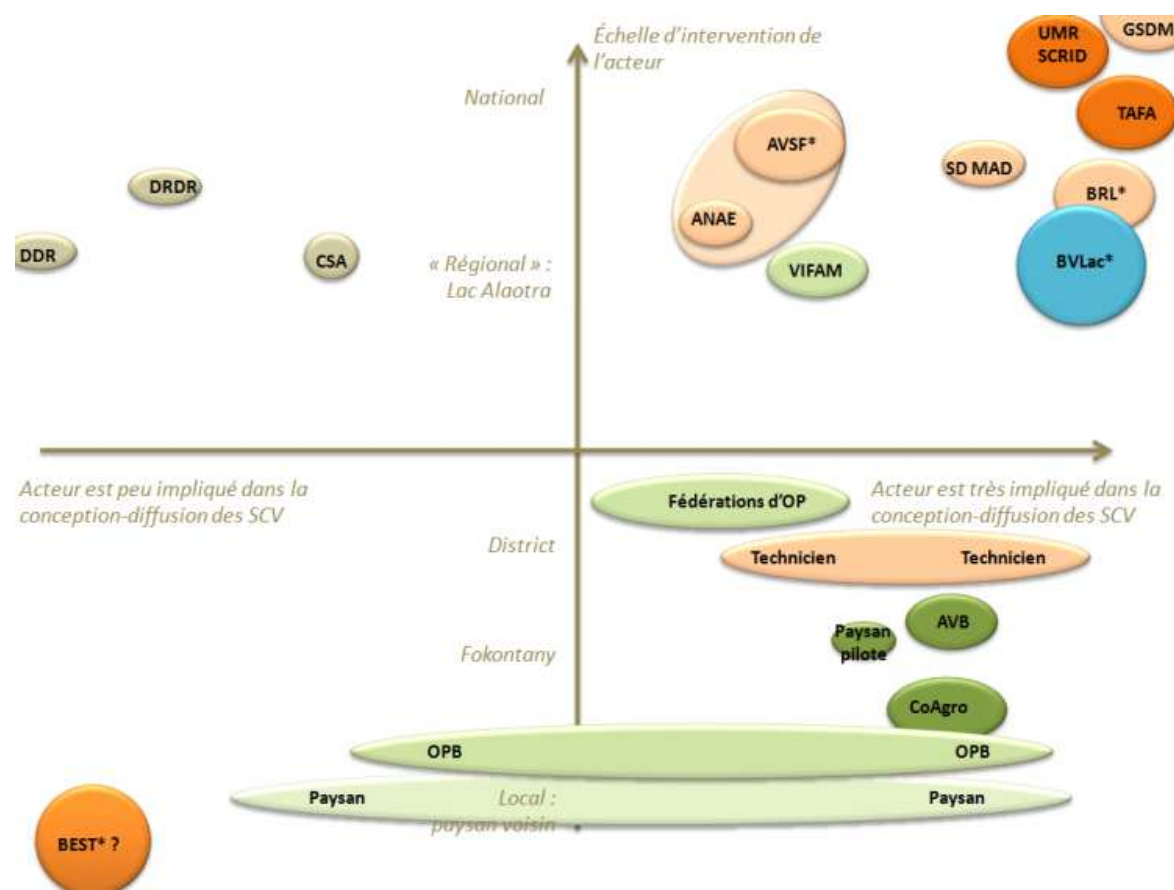 Échelle d'intervention de
l'acteur
UMR
SCRID
GSDM
National
TAFA
AVSF*
SD MAD
DRDR
BRL*
ANAE
DDR
CSA
« Régional » :
Lac Alaotra
VIFAM
BVLac*
Acteur est peu impliqué dans la
conception-diffusion des SCV
Fédérations d'OP
Acteur est très impliqué dans la
conception-diffusion des SCV
District
Technicien
Technicien
AVB
Paysan
pilote
Fokontany
CoAgro
OPB
OPB
Paysan
Local :
paysan voisin
Paysan
BEST* ?